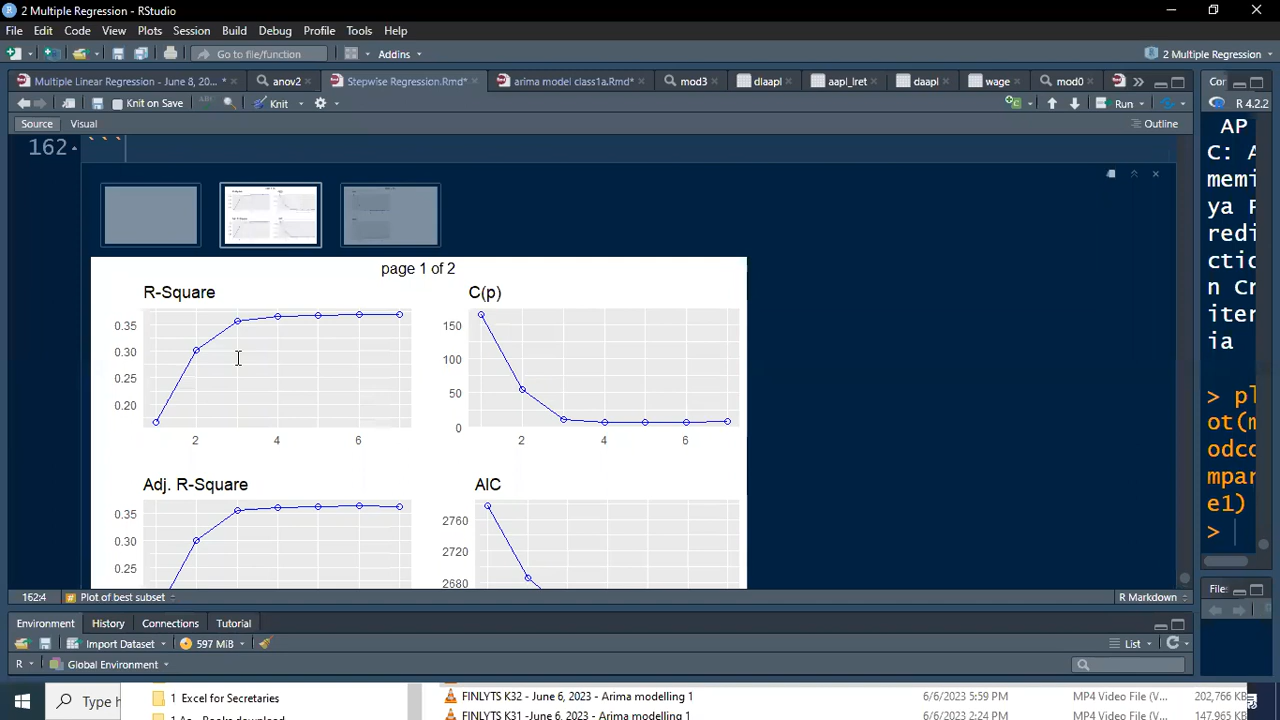 2 Multiple Regression - RStudio
File Edit Code View Plots Session Build Debug Profile Tools Help
Go to file/function Addins 2 Multiple Regression
Multiple Linear Regression - June 8, 20... anov2 Stepwise Regression.Rmd* arima model class1a.Rmd* mod3 dlaapl aapl_lret daapl wage mod0 Cor
Knit on Save ABC Knit Run R 4.2.2
Source Visual Outline
162 ```
page 1 of 2
R-Square C(p)
0.35 0.30 0.25 0.20
150 100 50 0
2 4 6
2 4 6
Adj. R-Square AIC
0.35 0.30 0.25
2760 2720 2680
AP
C: A
memi
ya P
redi
ctio
n Cr
iter
ia
> pl
ot(m
odco
mpar
e1)
>
162:4 Plot of best subset R Markdown
File:
Environment History Connections Tutorial
Import Dataset 597 MiB List
R Global Environment
Type h
1 Excel for Secretaries
FINLYTS K32 - June 6, 2023 - Arima modelling 1 6/6/2023 5:59 PM MP4 Video File (V... 202,766 KB
FINLYTS K31 -June 6, 2023 - Arima modelling 1 6/6/2023 2:24 PM MP4 Video File (V... 147,965 KB